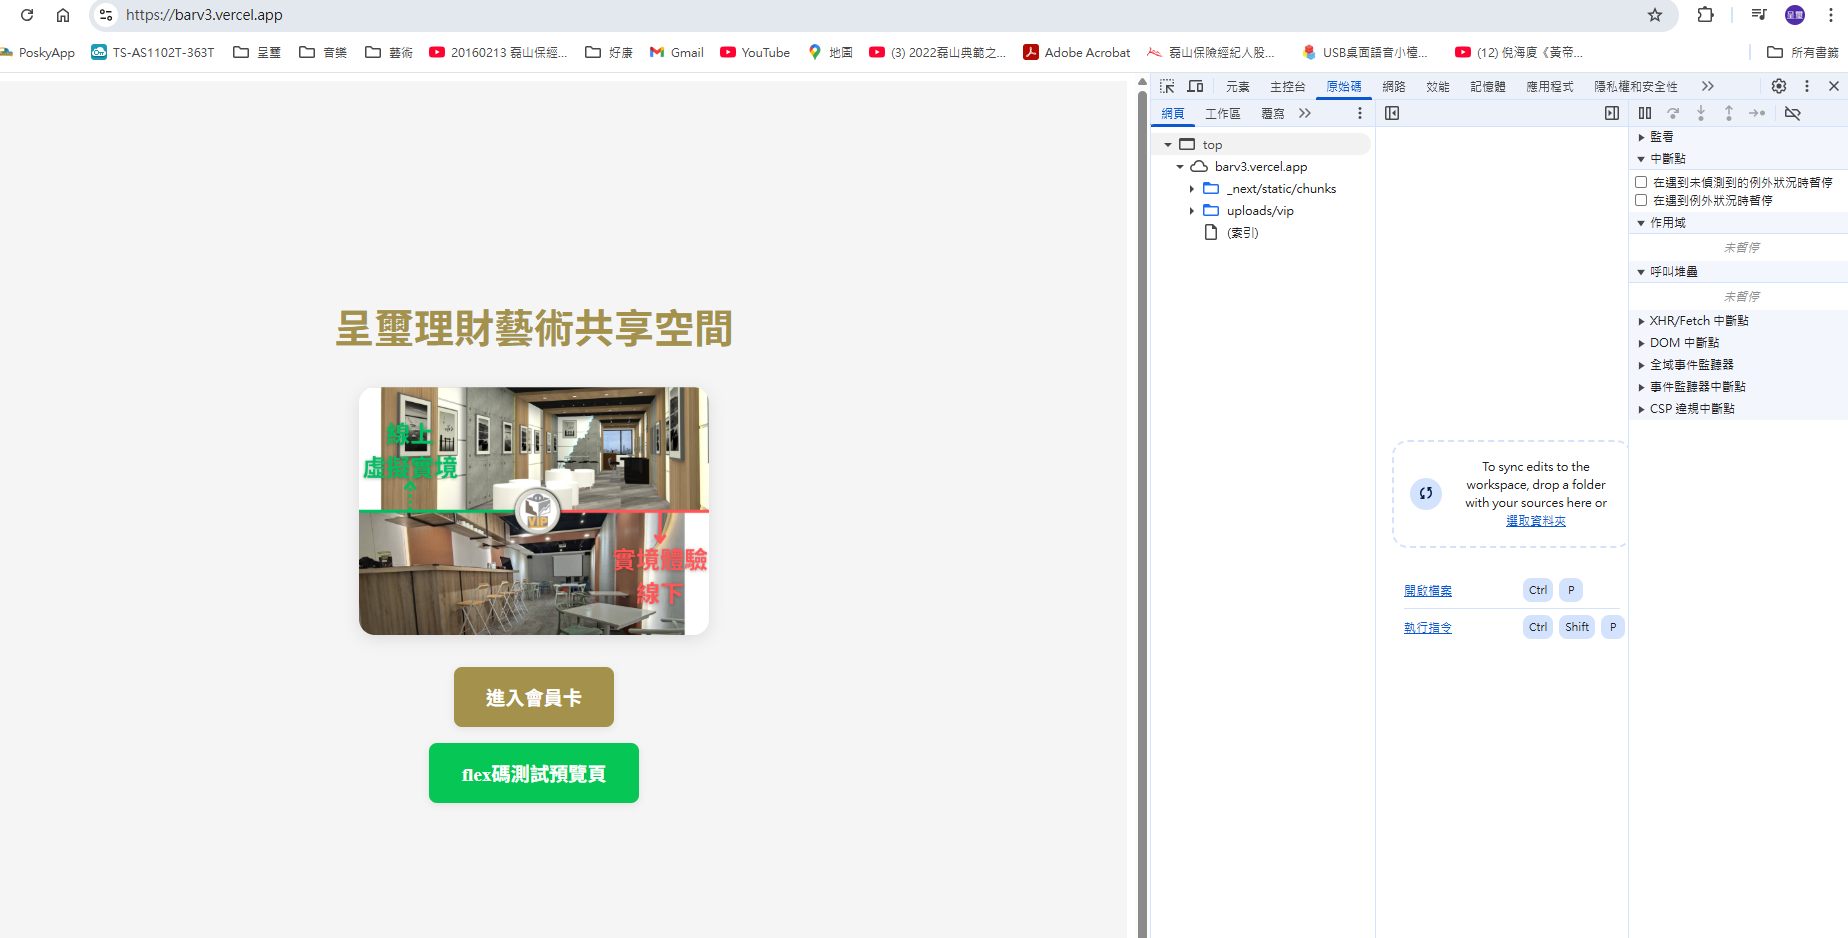 https://barv3.vercel.app
PoskyApp
TS-AS1102T-363T
呈璽
音樂
藝術
20160213 磊山保經...
好康
Gmail
YouTube
地圖
(3) 2022磊山典範之...
Adobe Acrobat
磊山保險經紀人股...
USB桌面語音小檯...
(12) 倪海廈《黃帝...
所有書籤
呈璽
元素
主控台
原始碼
網路
效能
記憶體
應用程式
隱私權和安全性
網頁
工作區
覆寫
top
barv3.vercel.app
_next/static/chunks
uploads/vip
(索引)
呈璽理財藝術共享空間
線上
虛擬實境
VIP
實境體驗
線下
進入會員卡
flex碼測試預覽頁
To sync edits to the
workspace, drop a folder
with your sources here or
選取資料夾
開啟檔案
Ctrl
P
執行指令
Ctrl
Shift
P
監看
中斷點
在遇到未偵測到的例外狀況時暫停
在遇到例外狀況時暫停
作用域
未暫停
呼叫堆疊
未暫停
XHR/Fetch 中斷點
DOM 中斷點
全域事件監聽器
事件監聽器中斷點
CSP 違規中斷點